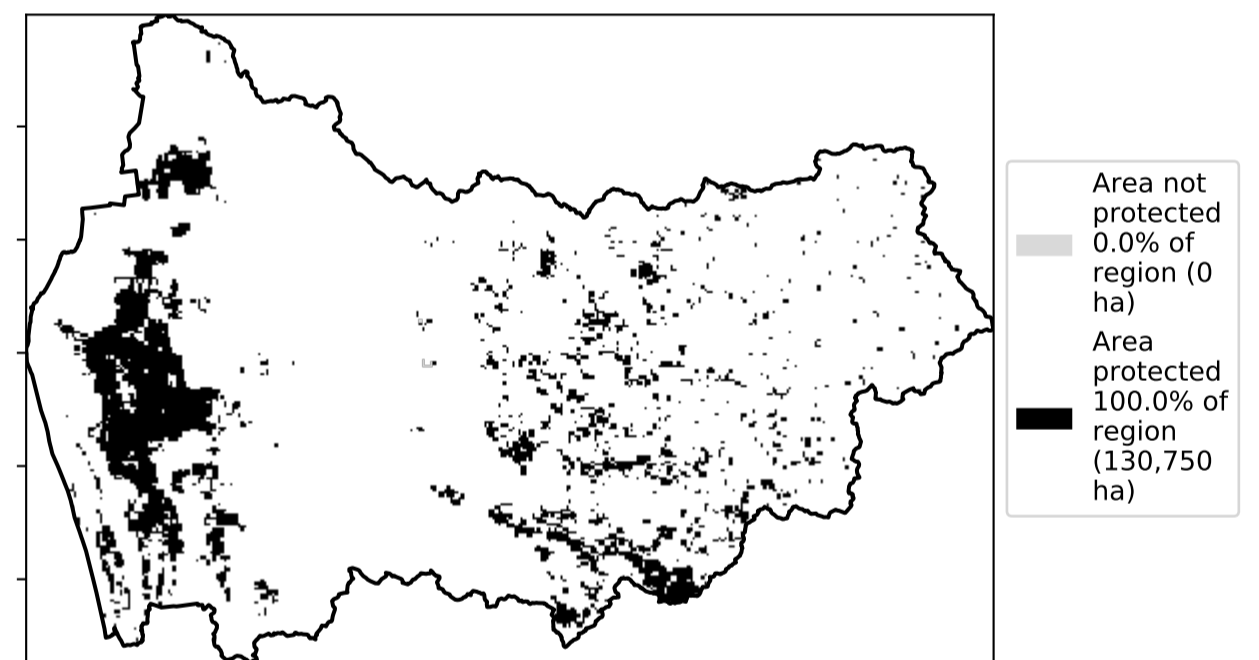 Area not
protected
0.0% of
region (0
ha)
Area
protected
100.0% of
region
(130,750
ha)